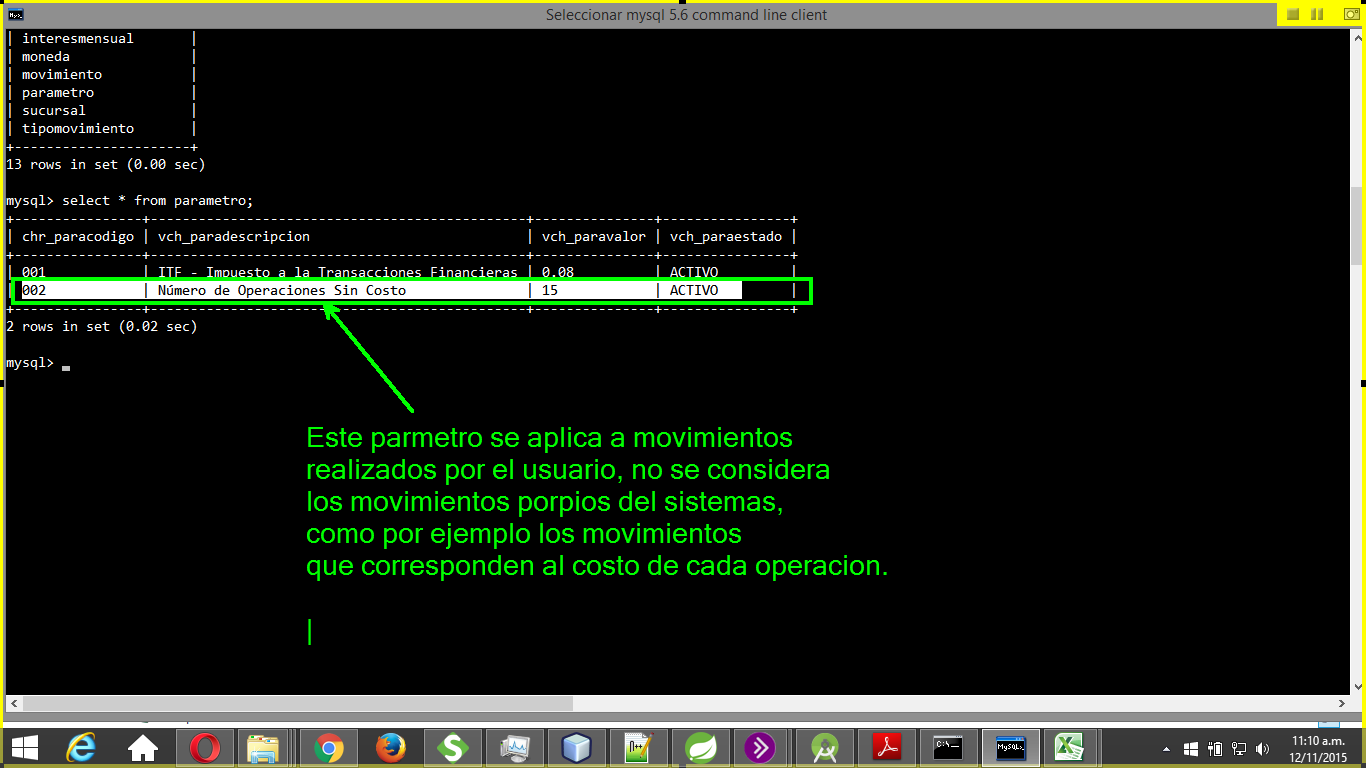 Seleccionar mysql 5.6 command line client
| interesmensual |
| moneda |
| movimiento |
| parametro |
| sucursal |
| tipomovimiento |
+----------------------+
13 rows in set (0.00 sec)
mysql> select * from parametro;
+----------------+-----------------------------------------------+---------------+----------------+
| chr_paracodigo | vch_paradescripcion | vch_paravalor | vch_paraestado |
+----------------+-----------------------------------------------+---------------+----------------+
| 001 | ITF - Impuesto a la Transacciones Financieras | 0.08 | ACTIVO |
| 002 | Número de Operaciones Sin Costo | 15 | ACTIVO |
+----------------+-----------------------------------------------+---------------+----------------+
2 rows in set (0.02 sec)
mysql> _
Este parmetro se aplica a movimientos
realizados por el usuario, no se considera
los movimientos porpios del sistemas,
como por ejemplo los movimientos
que corresponden al costo de cada operacion.
11:10 a.m.
12/11/2015